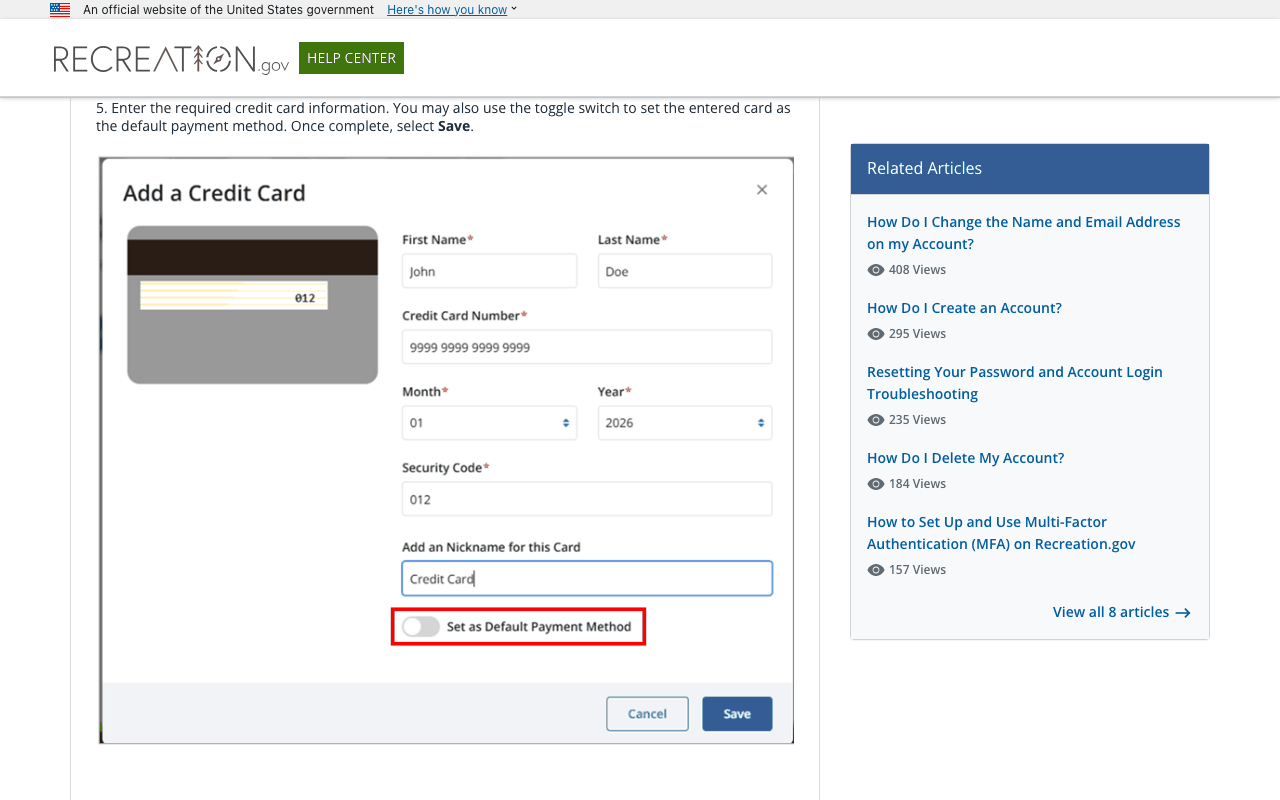 An official website of the United States government Here's how you know
RECREATION.gov HELP CENTER
5. Enter the required credit card information. You may also use the toggle switch to set the entered card as
the default payment method. Once complete, select Save.
Add a Credit Card
×
012
First Name* Last Name*
John Doe
Credit Card Number*
9999 9999 9999 9999
Month* Year*
01 2026
Security Code*
012
Add an Nickname for this Card
Credit Card
Set as Default Payment Method
Cancel Save
Related Articles
How Do I Change the Name and Email Address
on my Account?
408 Views
How Do I Create an Account?
295 Views
Resetting Your Password and Account Login
Troubleshooting
235 Views
How Do I Delete My Account?
184 Views
How to Set Up and Use Multi-Factor
Authentication (MFA) on Recreation.gov
157 Views
View all 8 articles →